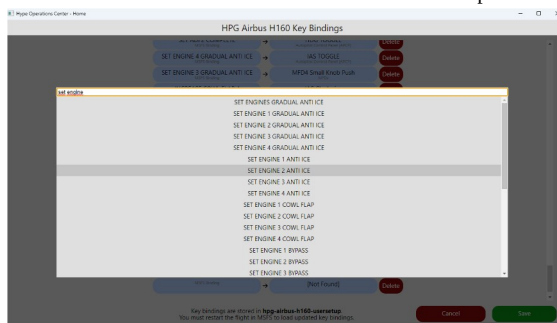 Hype Operations Center - Home
HPG Airbus H160 Key Bindings
Delete
SET ENGINE 4 GRADUAL ANTI ICE
IAS TOGGLE
Delete
SET ENGINE 3 GRADUAL ANTI ICE
MFD4 Small Knob Push
Delete
set engine
SET ENGINES GRADUAL ANTI ICE
SET ENGINE 1 GRADUAL ANTI ICE
SET ENGINE 2 GRADUAL ANTI ICE
SET ENGINE 3 GRADUAL ANTI ICE
SET ENGINE 4 GRADUAL ANTI ICE
SET ENGINE 1 ANTI ICE
SET ENGINE 2 ANTI ICE
SET ENGINE 3 ANTI ICE
SET ENGINE 4 ANTI ICE
SET ENGINE 1 COWL FLAP
SET ENGINE 2 COWL FLAP
SET ENGINE 3 COWL FLAP
SET ENGINE 4 COWL FLAP
SET ENGINE 1 BYPASS
SET ENGINE 2 BYPASS
SET ENGINE 3 BYPASS
(Not Found)
Delete
Key bindings are stored in hpg-airbus-h160-usersetup
You must restart the flight in MSFS to load updated key bindings.
Cancel
Save